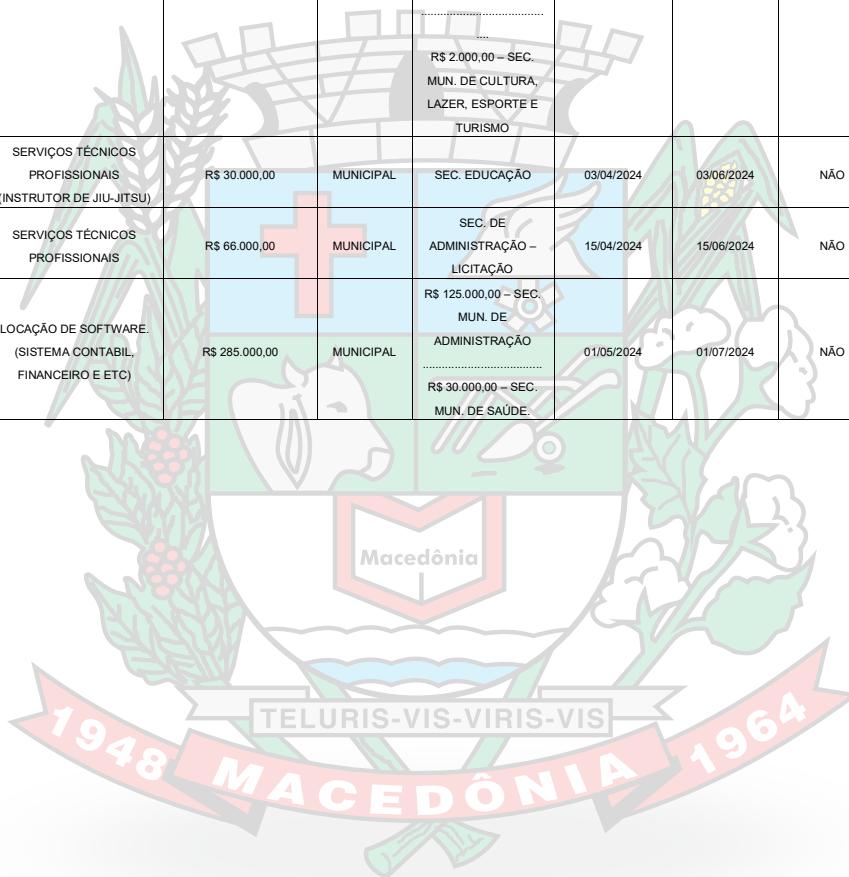 ........................................
....
R$ 2.000,00 – SEC.
MUN. DE CULTURA,
LAZER, ESPORTE E
TURISMO
SERVIÇOS TÉCNICOS
PROFISSIONAIS
(INSTRUTOR DE JIU-JITSU)
R$ 30.000,00
MUNICIPAL
SEC. EDUCAÇÃO
03/04/2024
03/06/2024
NÃO
SERVIÇOS TÉCNICOS
PROFISSIONAIS
R$ 66.000,00
MUNICIPAL
SEC. DE
ADMINISTRAÇÃO –
LICITAÇÃO
15/04/2024
15/06/2024
NÃO
LOCAÇÃO DE SOFTWARE.
(SISTEMA CONTABIL,
FINANCEIRO E ETC)
R$ 285.000,00
MUNICIPAL
R$ 125.000,00 – SEC.
MUN. DE
ADMINISTRAÇÃO
.......................................
R$ 30.000,00 – SEC.
MUN. DE SAÚDE.
01/05/2024
01/07/2024
NÃO
Macedônia
TELURIS-VIS-VIRIS-VIS
1948 MACEDÔNIA 1964